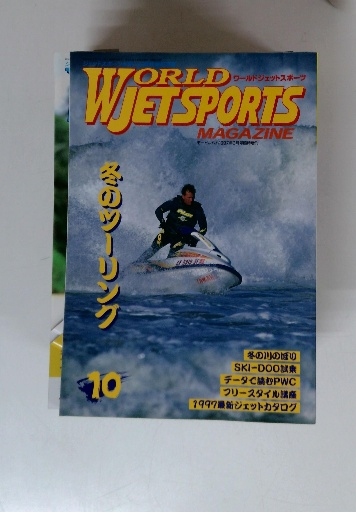 WORLD
ワールドジェットスポーツ
JETSPORTS
MAGAZINE
冬のツーリング
10
冬の川のぼり
SKi-DOO試乗
データで読むPWC
フリースタイル講座
1997最新ジェットカタログ